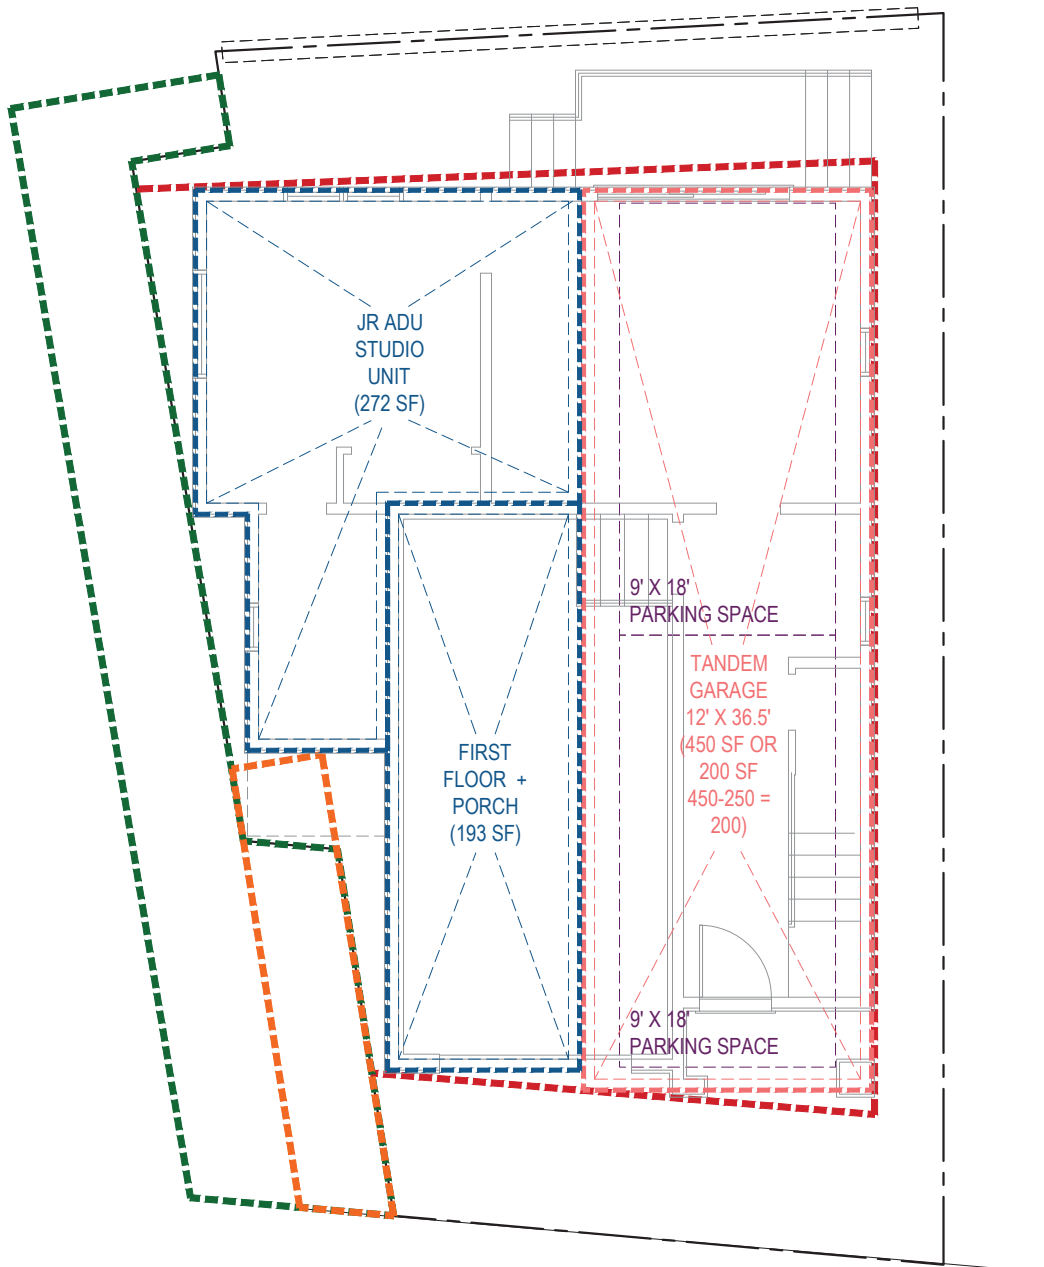 JR ADU
STUDIO
UNIT
(272 SF)
9' X 18'
PARKING SPACE
TANDEM
GARAGE
12' X 36.5'
(450 SF OR
200 SF
450-250 =
200)
FIRST
FLOOR +
PORCH
(193 SF)
9' X 18'
PARKING SPACE